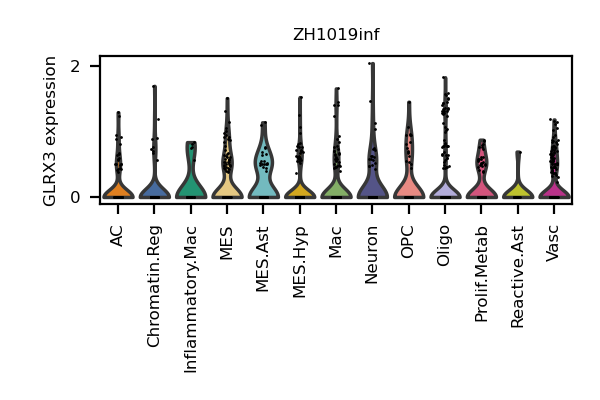 ZH1019inf
GLRX3 expression
2
0
AC
Chromatin.Reg
Inflammatory.Mac
MES
MES.Ast
MES.Hyp
Mac
Neuron
OPC
Oligo
Prolif.Metab
Reactive.Ast
Vasc